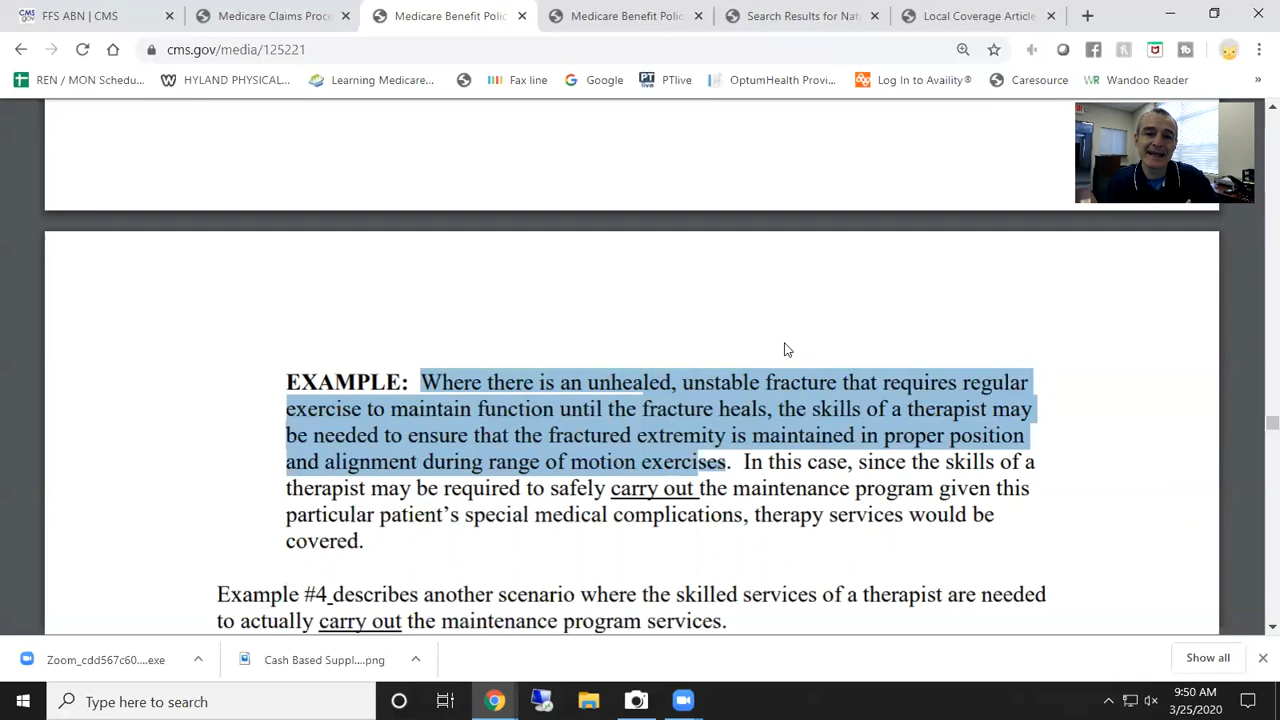 FFS ABN | CMS
Medicare Claims Proce
Medicare Benefit Polic
Medicare Benefit Polic
Search Results for Nat
Local Coverage Article
cms.gov/media/125221
REN / MON Schedu...
HYLAND PHYSICAL...
Learning Medicare...
Fax line
Google
PTlive
OptumHealth Provi...
Log In to Availity®
Caresource
WR Wandoo Reader
»
EXAMPLE: Where there is an unhealed, unstable fracture that requires regular
exercise to maintain function until the fracture heals, the skills of a therapist may
be needed to ensure that the fractured extremity is maintained in proper position
and alignment during range of motion exercises. In this case, since the skills of a
therapist may be required to safely carry out the maintenance program given this
particular patient's special medical complications, therapy services would be
covered.
Example #4 describes another scenario where the skilled services of a therapist are needed
to actually carry out the maintenance program services.
Zoom_cdd567c60....exe
Cash Based Suppl....png
Show all
Type here to search
9:50 AM
3/25/2020